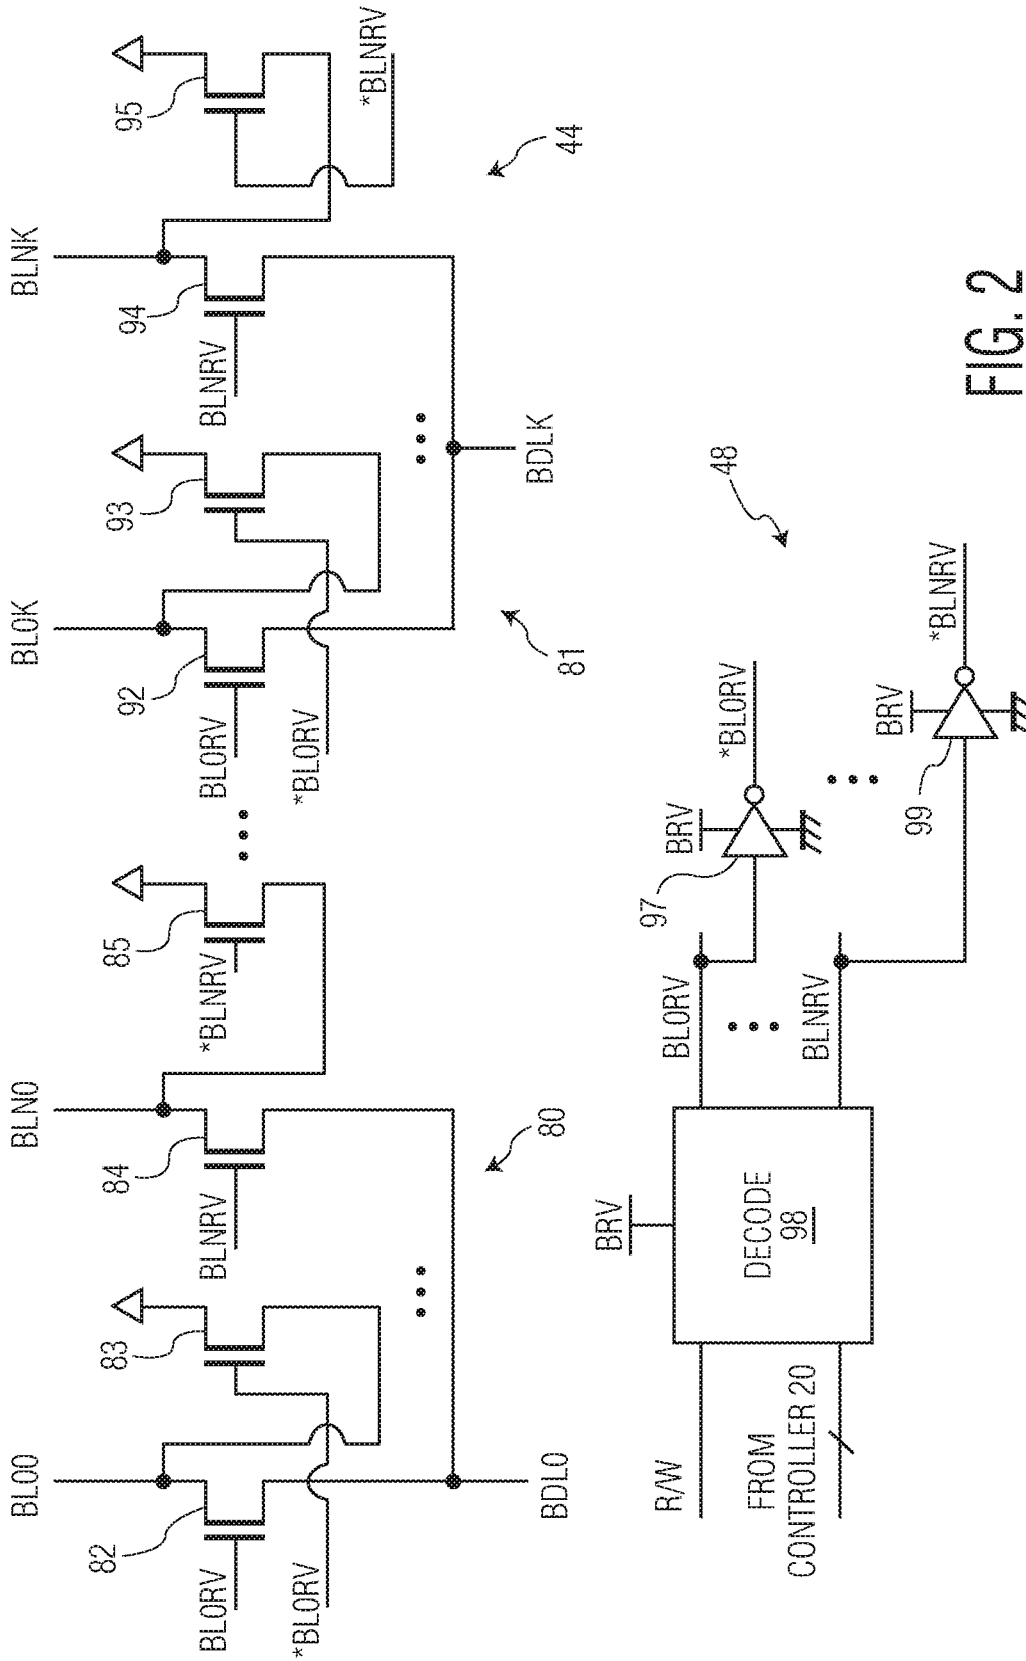 BL00
BLN0
BL0K
BLNK
82
83
84
85
92
93
94
95
BL0RV
*BL0RV
BLNRV
*BLNRV
BL0RV
*BL0RV
BLNRV
*BLNRV
BDL0
80
BDLK
81
44
R/W
FROM
CONTROLLER 20
BRV
DECODE
98
BL0RV
BLNRV
97
BRV
*BL0RV
99
BRV
*BLNRV
48
FIG. 2